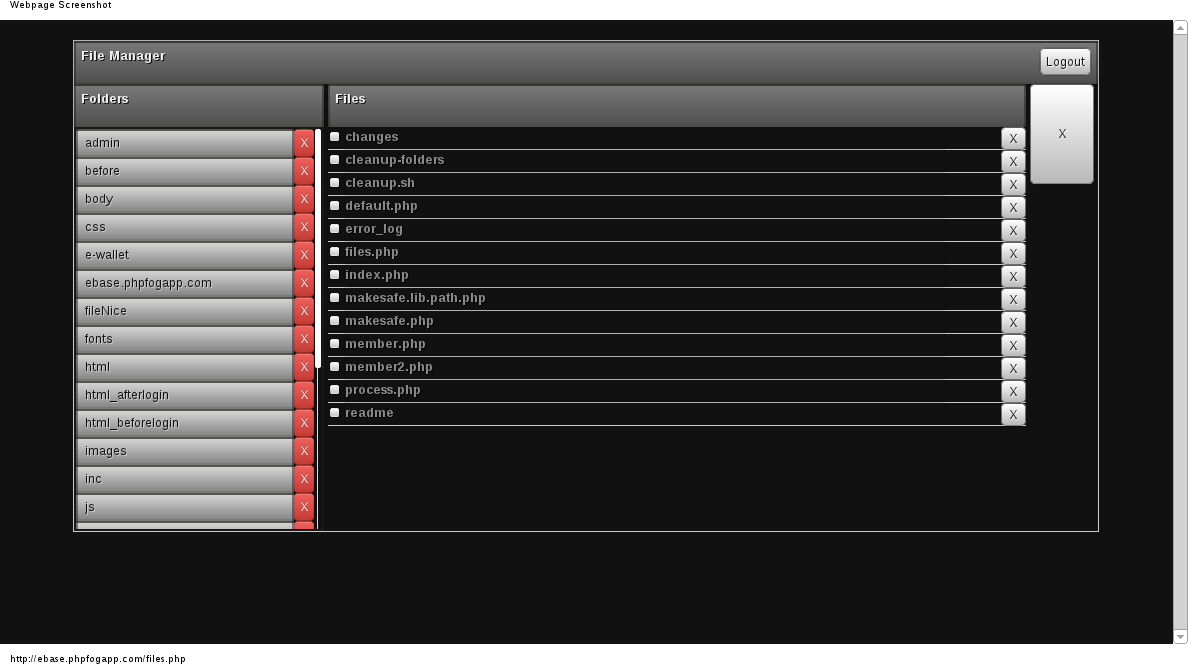 Webpage Screenshot
File Manager
Logout
Folders
admin X
before X
body X
css X
e-wallet X
ebase.phpfogapp.com X
fileNice X
fonts X
html X
html_afterlogin X
html_beforelogin X
images X
inc X
js X
Files
changes X
cleanup-folders X
cleanup.sh X
default.php X
error_log X
files.php X
index.php X
makesafe.lib.path.php X
makesafe.php X
member.php X
member2.php X
process.php X
readme X
X
http://ebase.phpfogapp.com/files.php